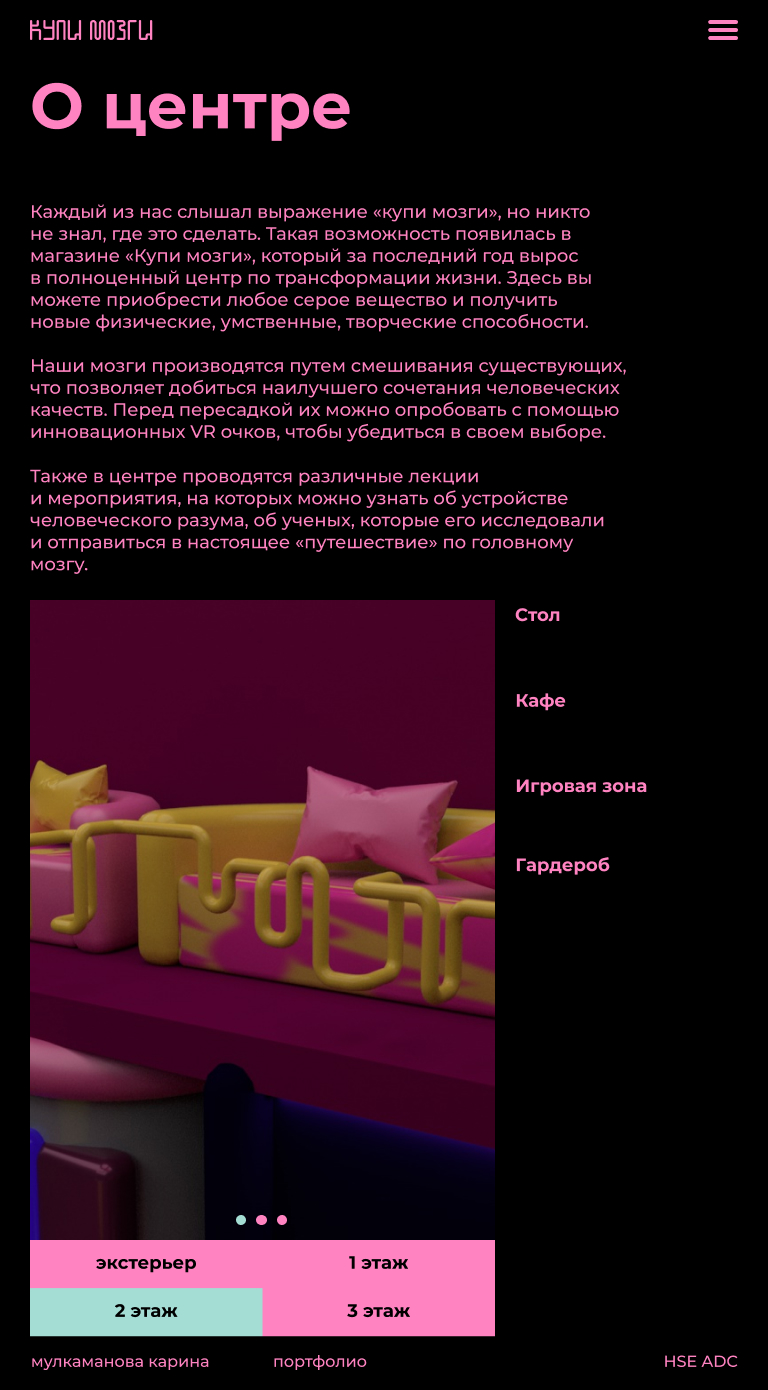 КУПИ МОЗГИ
О центре
Каждый из нас слышал выражение «купи мозги», но никто
не знал, где это сделать. Такая возможность появилась в
магазине «Купи мозги», который за последний год вырос
в полноценный центр по трансформации жизни. Здесь вы
можете приобрести любое серое вещество и получить
новые физические, умственные, творческие способности.
Наши мозги производятся путем смешивания существующих,
что позволяет добиться наилучшего сочетания человеческих
качеств. Перед пересадкой их можно опробовать с помощью
инновационных VR очков, чтобы убедиться в своем выборе.
Также в центре проводятся различные лекции
и мероприятия, на которых можно узнать об устройстве
человеческого разума, об ученых, которые его исследовали
и отправиться в настоящее «путешествие» по головному
мозгу.
Стол
Кафе
Игровая зона
Гардероб
экстерьер
1 этаж
2 этаж
3 этаж
мулкаманова карина
портфолио
HSE ADC